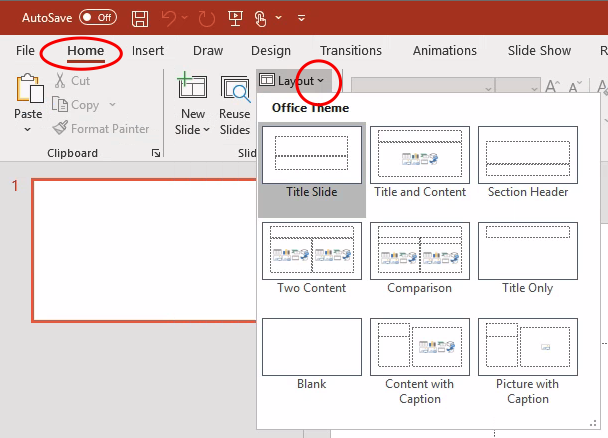 AutoSave Off
File Home Insert Draw Design Transitions Animations Slide Show R
Cut
Copy
Format Painter
Paste
New Slide
Reuse Slides
Layout
Clipboard
Slid
1
Office Theme
Title Slide
Title and Content
Section Header
Two Content
Comparison
Title Only
Blank
Content with
Caption
Picture with
Caption